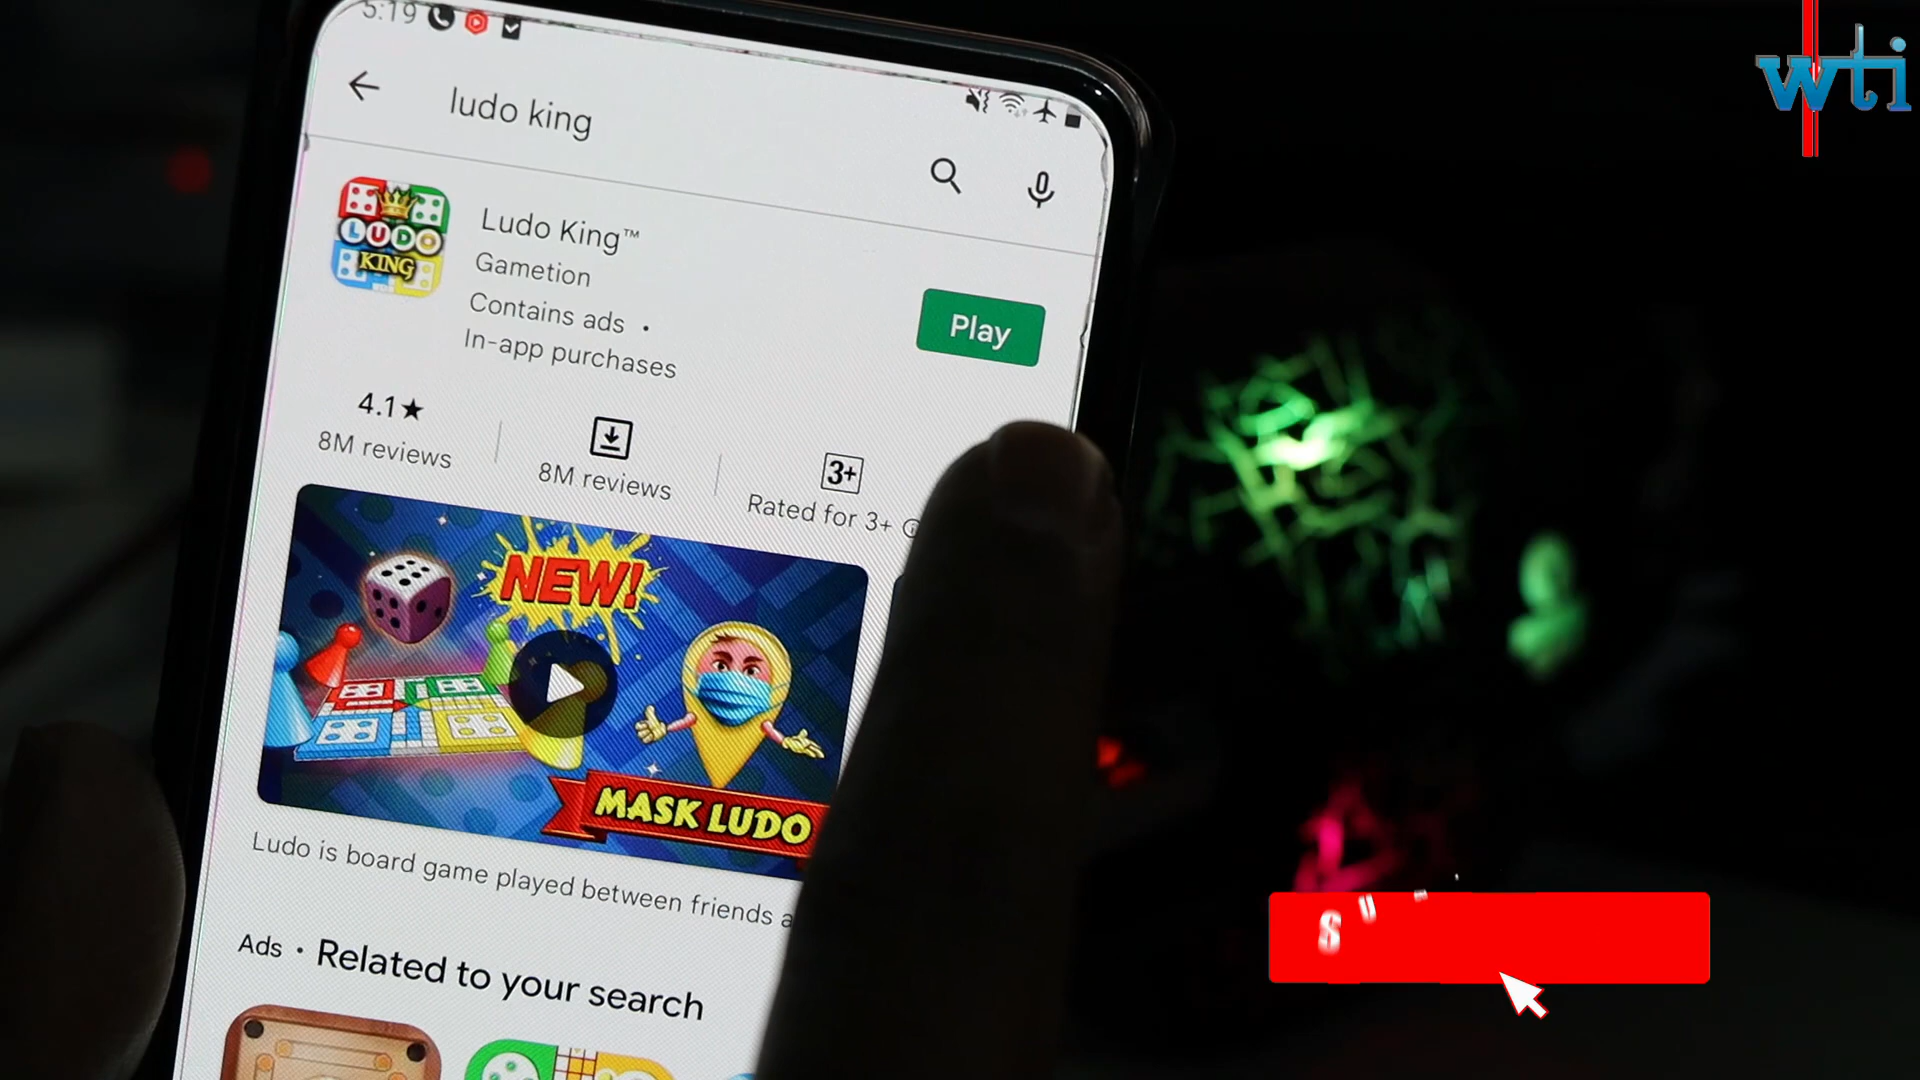 5:19
wti
ludo king
LUDO
KING
Ludo King™
Gametion
Contains ads •
In-app purchases
Play
4.1★
8M reviews
8M reviews
3+
Rated for 3+
NEW!
MASK LUDO
Ludo is board game played between friends a
Ads • Related to your search
S U